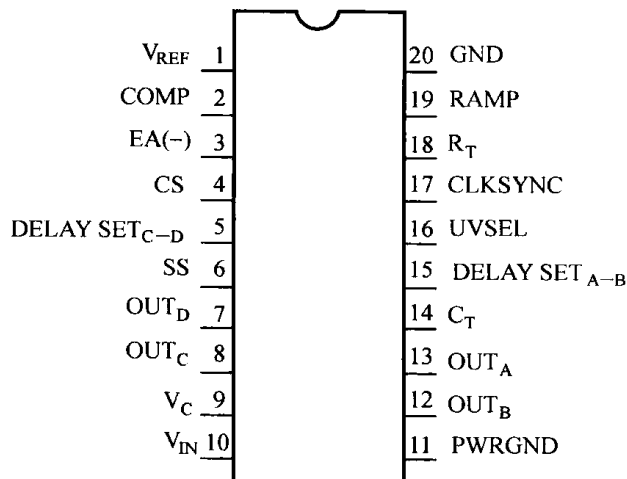 V_REF 1 20 GND
COMP 2 19 RAMP
EA(−) 3 18 R_T
CS 4 17 CLKSYNC
DELAY SET_C−D 5 16 UVSEL
SS 6 15 DELAY SET_A−B
OUT_D 7 14 C_T
OUT_C 8 13 OUT_A
V_C 9 12 OUT_B
V_IN 10 11 PWRGND